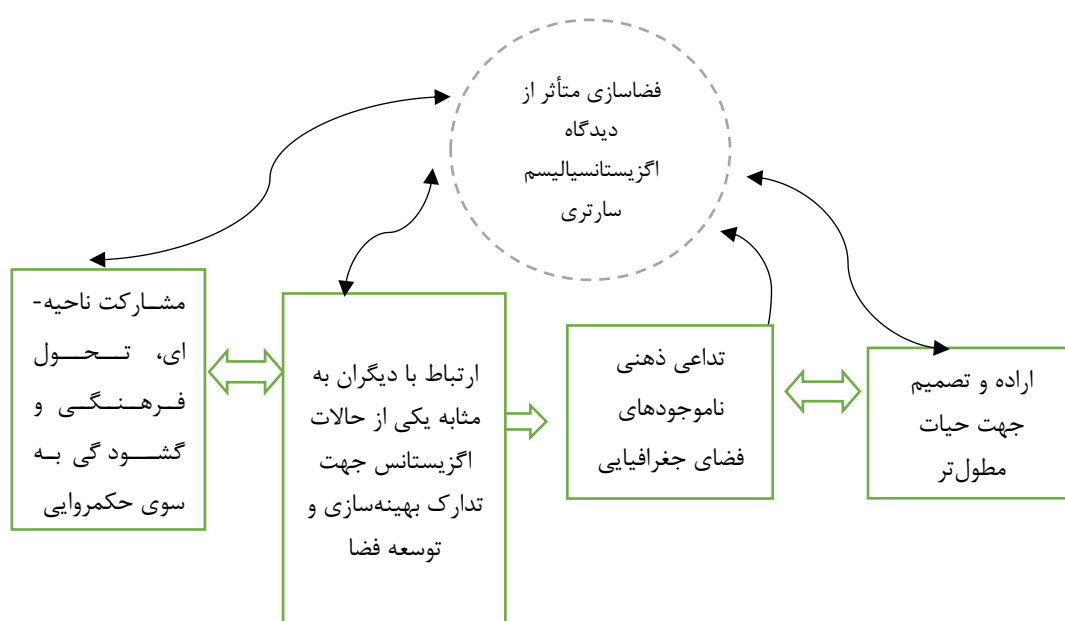 فضاسازی متأثر از
دیدگاه
اگزیستانسیالیسم
سارتری
اراده و تصمیم
جهت حیات
مطول‌تر
تداعی ذهنی
ناموجودهای
فضای جغرافیایی
ارتباط با دیگران به
مثابه یکی از حالات
اگزیستانس جهت
تدارک بهینه‌سازی و
توسعه فضا
مشارکت ناحیه-
ای، تحول
فرهنگی و
گشود گی به
سوی حکمروایی